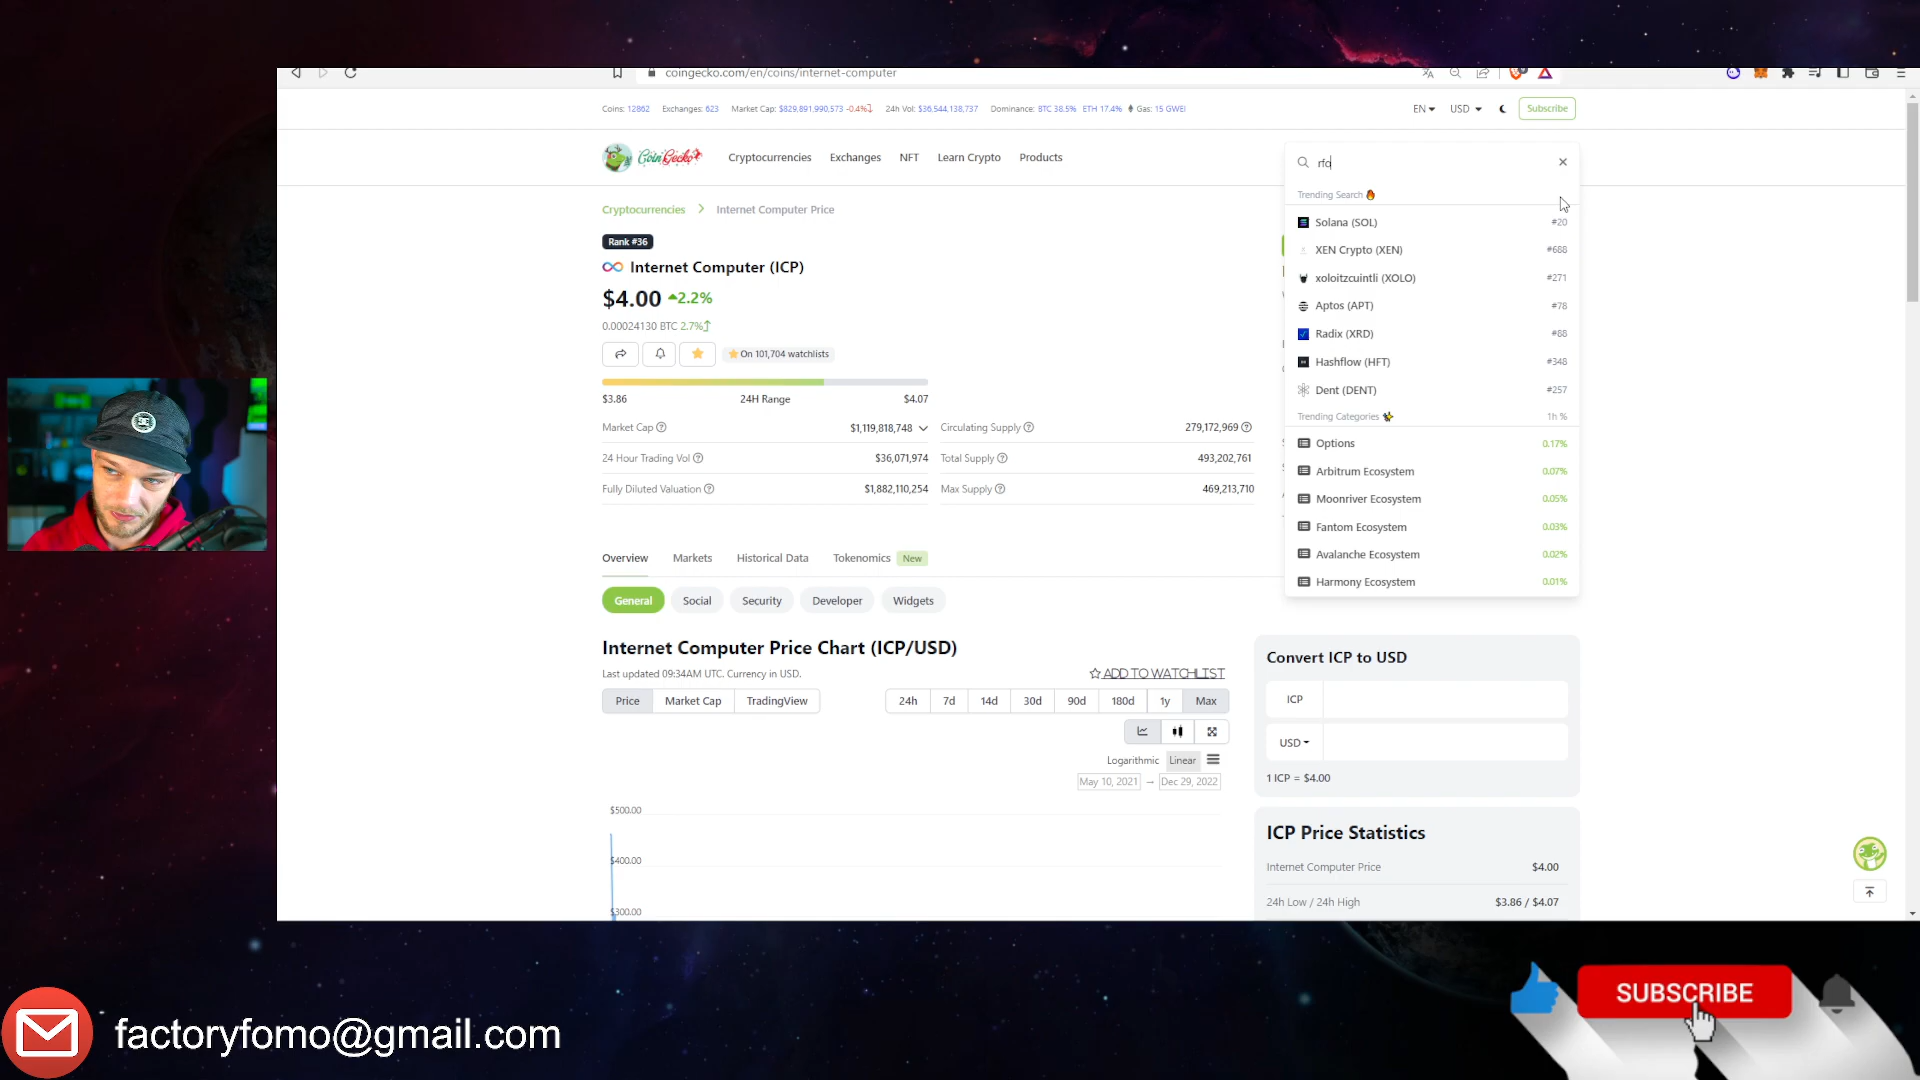 coingecko.com/en/coins/internet-computer
Coins: 12862 Exchanges: 623 Market Cap: $829,891,990,573 -0.4% 24h Vol: $36,544,138,737 Dominance: BTC 38.5% ETH 17.4% Gas: 15 GWEI
EN USD Subscribe
CoinGecko Cryptocurrencies Exchanges NFT Learn Crypto Products
rfq
Trending Search
Solana (SOL) #20
XEN Crypto (XEN) #688
xoloitzcuintli (XOLO) #271
Aptos (APT) #78
Radix (XRD) #88
Hashflow (HFT) #348
Dent (DENT) #257
Trending Categories 1h %
Options 0.17%
Arbitrum Ecosystem 0.07%
Moonriver Ecosystem 0.05%
Fantom Ecosystem 0.03%
Avalanche Ecosystem 0.02%
Harmony Ecosystem 0.01%
Cryptocurrencies > Internet Computer Price
Rank #36
Internet Computer (ICP)
$4.00 2.2%
0.00024130 BTC 2.7%
On 101,704 watchlists
$3.86 24H Range $4.07
Market Cap $1,119,818,748 Circulating Supply 279,172,969
24 Hour Trading Vol $36,071,974 Total Supply 493,202,761
Fully Diluted Valuation $1,882,110,254 Max Supply 469,213,710
Overview Markets Historical Data Tokenomics New
General Social Security Developer Widgets
Internet Computer Price Chart (ICP/USD)
Last updated 09:34AM UTC. Currency in USD.
ADD TO WATCHLIST
Price Market Cap TradingView 24h 7d 14d 30d 90d 180d 1y Max
Logarithmic Linear
May 10, 2021 → Dec 29, 2022
$500.00
$400.00
$300.00
Convert ICP to USD
ICP
USD
1 ICP = $4.00
ICP Price Statistics
Internet Computer Price $4.00
24h Low / 24h High $3.86 / $4.07
factoryfomo@gmail.com
SUBSCRIBE